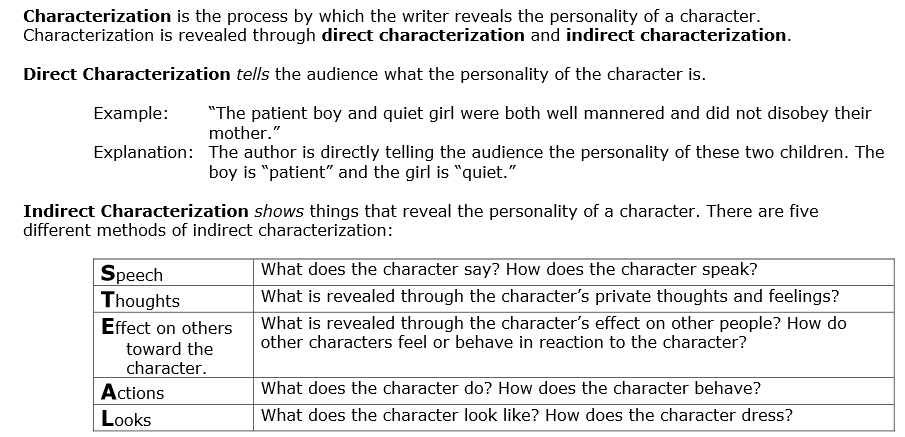 Characterization is the process by which the writer reveals the personality of a character.
Characterization is revealed through direct characterization and indirect characterization.
Direct Characterization tells the audience what the personality of the character is.
Example: “The patient boy and quiet girl were both well mannered and did not disobey their
mother.”
Explanation: The author is directly telling the audience the personality of these two children. The
boy is “patient” and the girl is “quiet.”
Indirect Characterization shows things that reveal the personality of a character. There are five
different methods of indirect characterization:
Speech What does the character say? How does the character speak?
Thoughts What is revealed through the character’s private thoughts and feelings?
Effect on others
toward the
character.
What is revealed through the character’s effect on other people? How do
other characters feel or behave in reaction to the character?
Actions What does the character do? How does the character behave?
Looks What does the character look like? How does the character dress?